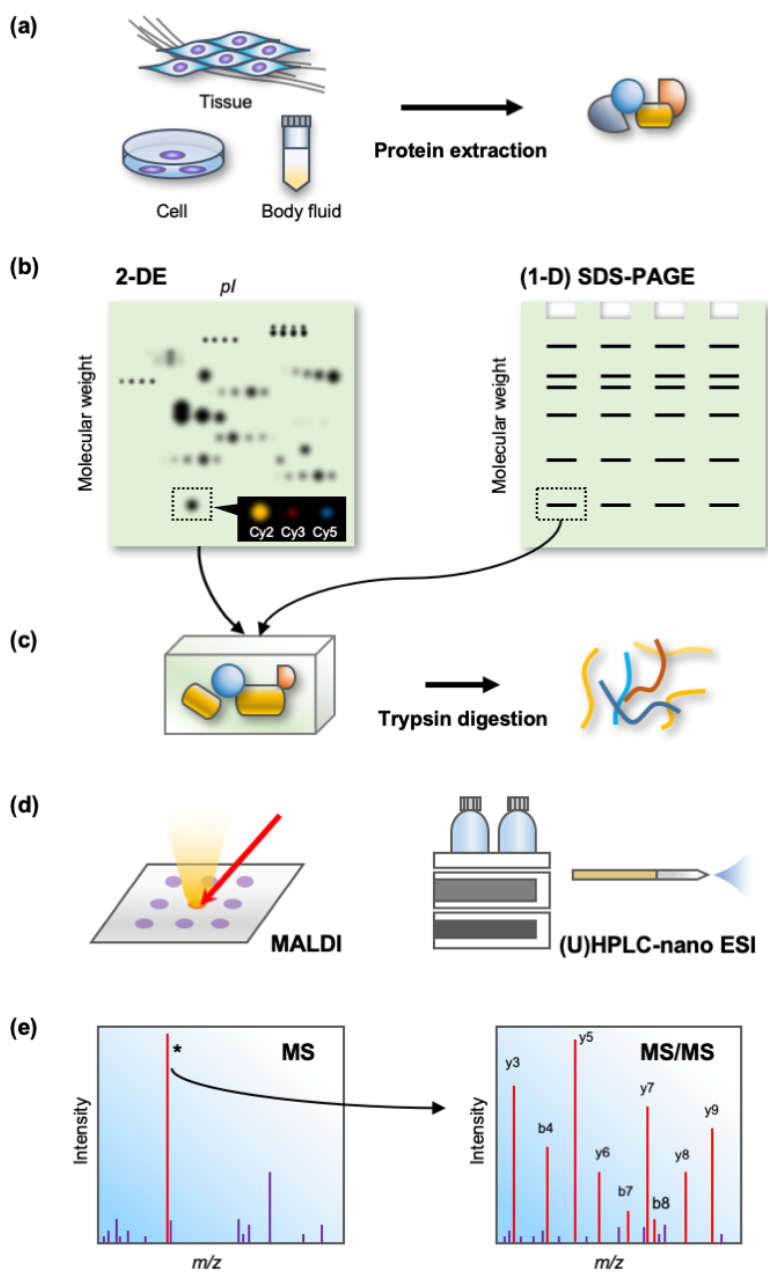 (a)
Tissue
Protein extraction
Cell
Body fluid
(b)
2-DE
pI
(1-D) SDS-PAGE
Molecular weight
Molecular weight
Cy2 Cy3 Cy5
(c)
Trypsin digestion
(d)
MALDI
(U)HPLC-nano ESI
(e)
MS
*
Intensity
m/z
MS/MS
y5
y3
y7
y9
b4
y6
y8
b7
b8
Intensity
m/z